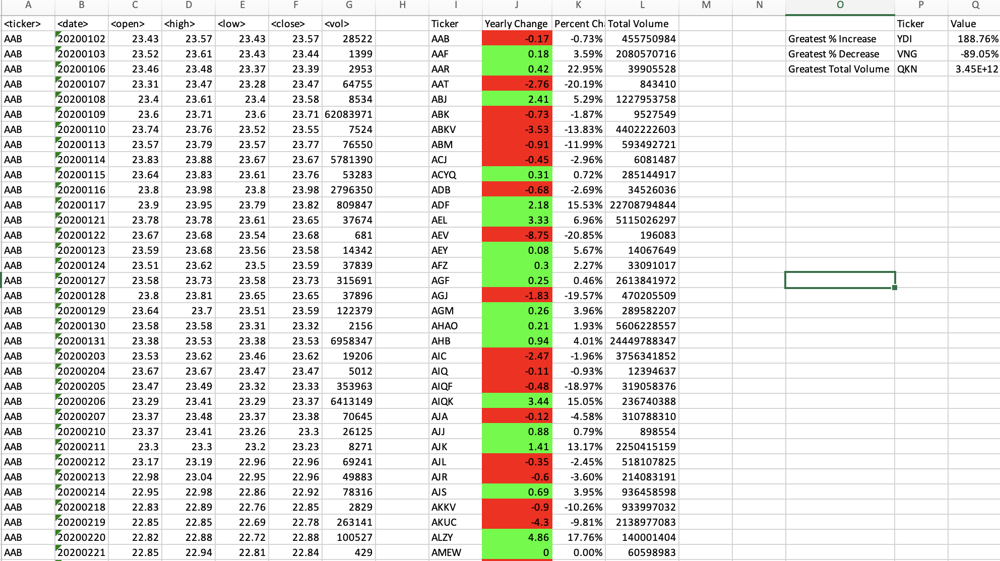 A B C D E F G H I J K L M N O P Q
<ticker> <date> <open> <high> <low> <close> <vol> Ticker Yearly Change Percent Ch Total Volume Ticker Value
AAB 20200102 23.43 23.57 23.43 23.57 28522 AAB -0.17 -0.73% 455750984 Greatest % Increase YDI 188.76%
AAB 20200103 23.52 23.61 23.43 23.44 1399 AAF 0.18 3.59% 2080570716 Greatest % Decrease VNG -89.05%
AAB 20200106 23.46 23.48 23.37 23.39 2953 AAR 0.42 22.95% 39905528 Greatest Total Volume QKN 3.45E+12
AAB 20200107 23.31 23.47 23.28 23.47 64755 AAT -2.76 -20.19% 843410
AAB 20200108 23.4 23.61 23.4 23.58 8534 ABJ 2.41 5.29% 1227953758
AAB 20200109 23.6 23.71 23.6 23.71 62083971 ABK -0.73 -1.87% 9527549
AAB 20200110 23.74 23.76 23.52 23.55 7524 ABKV -3.53 -13.83% 4402222603
AAB 20200113 23.57 23.79 23.57 23.77 76550 ABM -0.91 -11.99% 593492721
AAB 20200114 23.83 23.88 23.67 23.67 5781390 ACJ -0.45 -2.96% 6081487
AAB 20200115 23.64 23.83 23.61 23.76 53283 ACYQ 0.31 0.72% 285144917
AAB 20200116 23.8 23.98 23.8 23.98 2796350 ADB -0.68 -2.69% 34526036
AAB 20200117 23.9 23.95 23.79 23.82 809847 ADF 2.18 15.53% 22708794844
AAB 20200121 23.78 23.78 23.61 23.65 37674 AEL 3.33 6.96% 5115026297
AAB 20200122 23.67 23.68 23.54 23.68 681 AEV -8.75 -20.85% 196083
AAB 20200123 23.59 23.68 23.56 23.58 14342 AEY 0.08 5.67% 14067649
AAB 20200124 23.51 23.62 23.5 23.59 37839 AFZ 0.3 2.27% 33091017
AAB 20200127 23.58 23.73 23.58 23.73 315691 AGF 0.25 0.46% 2613841972
AAB 20200128 23.8 23.81 23.65 23.65 37896 AGJ -1.83 -19.57% 470205509
AAB 20200129 23.64 23.7 23.51 23.59 122379 AGM 0.26 3.96% 289582207
AAB 20200130 23.58 23.58 23.31 23.32 2156 AHAO 0.21 1.93% 5606228557
AAB 20200131 23.38 23.53 23.38 23.53 6958347 AHB 0.94 4.01% 24449788347
AAB 20200203 23.53 23.62 23.46 23.62 19206 AIC -2.47 -1.96% 3756341852
AAB 20200204 23.67 23.67 23.47 23.47 5012 AIQ -0.11 -0.93% 12394637
AAB 20200205 23.47 23.49 23.32 23.33 353963 AIQF -0.48 -18.97% 319058376
AAB 20200206 23.29 23.41 23.29 23.37 6413149 AIQK 3.44 15.05% 236740388
AAB 20200207 23.37 23.48 23.37 23.38 70645 AJA -0.12 -4.58% 310788310
AAB 20200210 23.37 23.41 23.26 23.3 26125 AJJ 0.88 0.79% 898554
AAB 20200211 23.3 23.3 23.2 23.23 8271 AJK 1.41 13.17% 2250415159
AAB 20200212 23.17 23.19 22.96 22.96 69241 AJL -0.35 -2.45% 518107825
AAB 20200213 22.98 23.04 22.95 22.96 49883 AJR -0.6 -3.60% 214083191
AAB 20200214 22.95 22.98 22.86 22.92 78316 AJS 0.69 3.95% 936458598
AAB 20200218 22.83 22.89 22.76 22.85 2829 AKKV -0.9 -10.26% 933997032
AAB 20200219 22.85 22.85 22.69 22.78 263141 AKUC -4.3 -9.81% 2138977083
AAB 20200220 22.82 22.88 22.72 22.88 100527 ALZY 4.86 17.76% 140001404
AAB 20200221 22.85 22.94 22.81 22.84 429 AMEW 0 0.00% 60598983